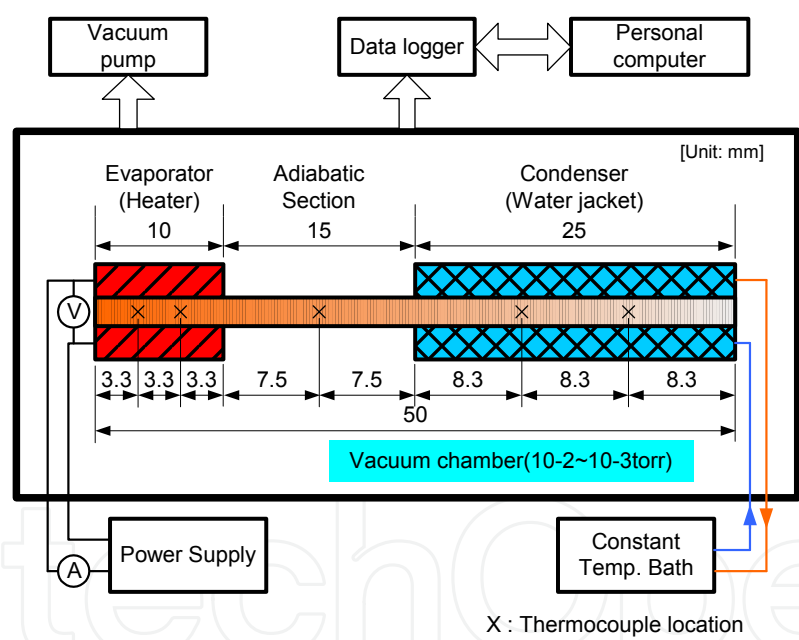 Vacuum
pump
Data logger
Personal
computer
[Unit: mm]
Evaporator
(Heater)
Adiabatic
Section
Condenser
(Water jacket)
10
15
25
V
3.3
3.3
3.3
7.5
7.5
8.3
8.3
8.3
50
Vacuum chamber(10-2~10-3torr)
A
Power Supply
Constant
Temp. Bath
X : Thermocouple location